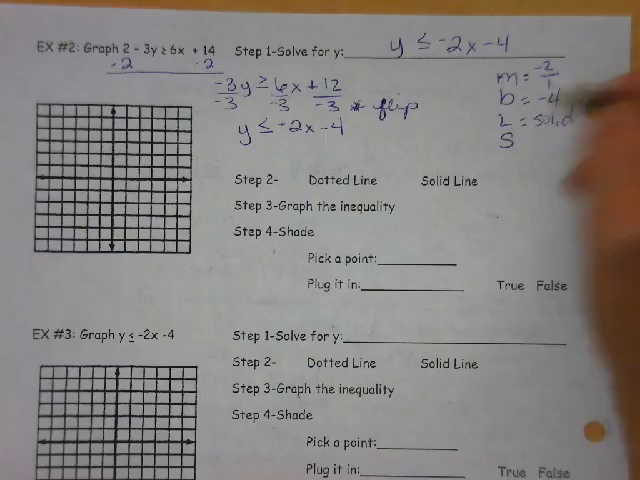 EX #2: Graph 2 - 3y ≥ 6x + 14
Step 1-Solve for y: y ≤ -2x - 4
-2 -2
-3y ≥ 6x + 12
-3 -3 -3 * flip
y ≤ -2x - 4
m = -2/1
b = -4
L = solid
S
Step 2- Dotted Line Solid Line
Step 3-Graph the inequality
Step 4-Shade
Pick a point:
Plug it in: True False
EX #3: Graph y ≤ -2x -4
Step 1-Solve for y:
Step 2- Dotted Line Solid Line
Step 3-Graph the inequality
Step 4-Shade
Pick a point:
Plug it in: True False